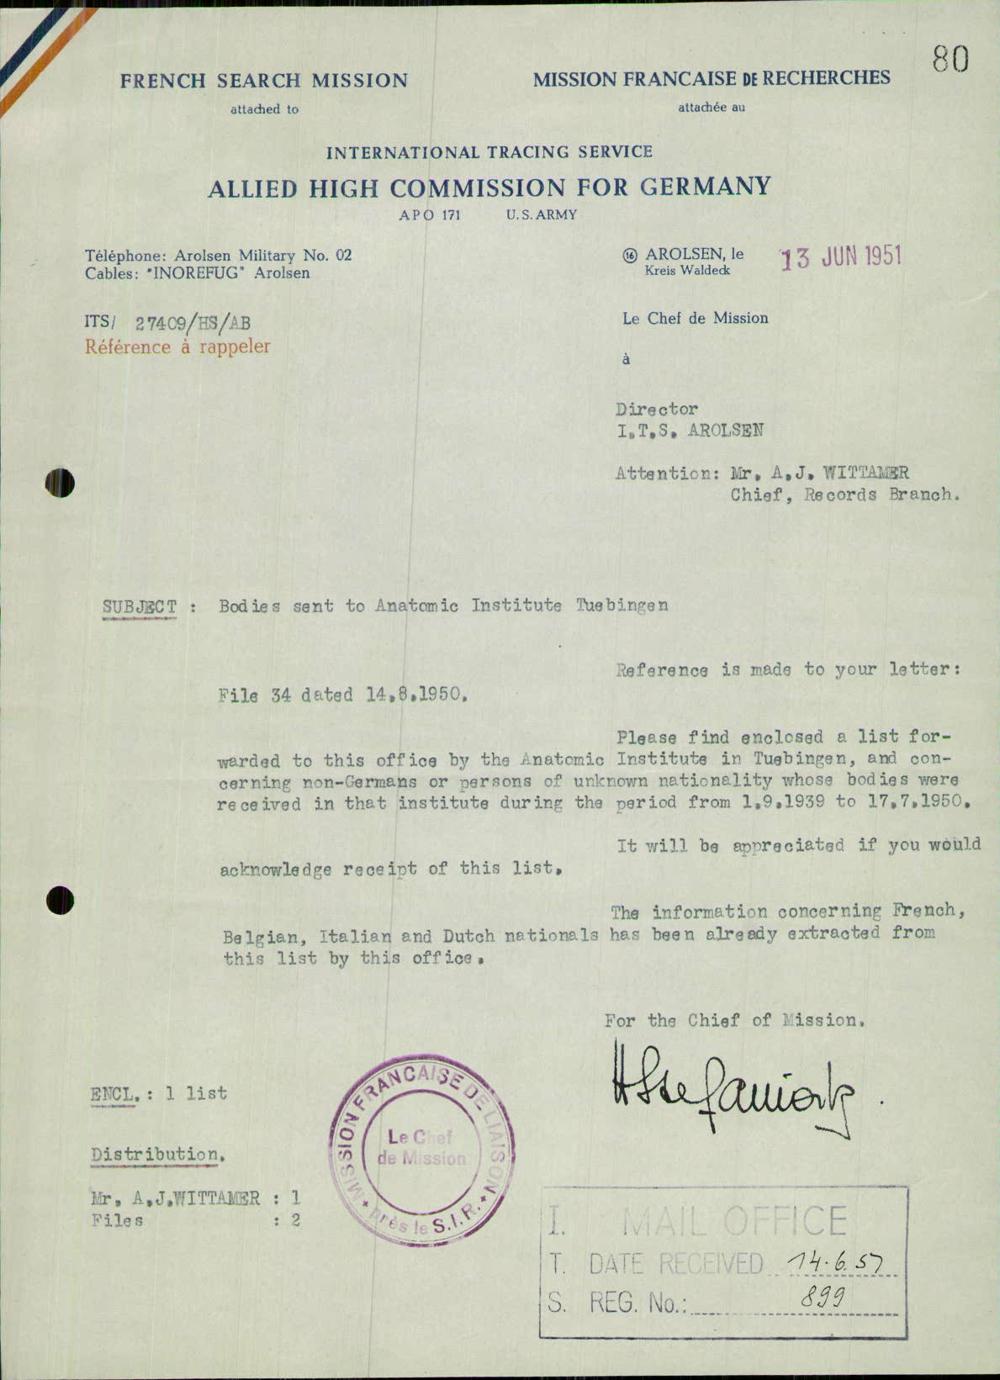 80
FRENCH SEARCH MISSION
attached to
MISSION FRANCAISE DE RECHERCHES
attachée au
INTERNATIONAL TRACING SERVICE
ALLIED HIGH COMMISSION FOR GERMANY
APO 171 U.S. ARMY
Téléphone: Arolsen Military No. 02
Cables: "INOREFUG" Arolsen
(16) AROLSEN, le 13 JUN 1951
Kreis Waldeck
ITS/ 27409/HS/AB
Référence à rappeler
Le Chef de Mission
à
Director
I.T.S. AROLSEN
Attention: Mr. A.J. WITTAMER
Chief, Records Branch.
SUBJECT : Bodies sent to Anatomic Institute Tuebingen
Reference is made to your letter:
File 34 dated 14.8.1950.
Please find enclosed a list for-
warded to this office by the Anatomic Institute in Tuebingen, and con-
cerning non-Germans or persons of unknown nationality whose bodies were
received in that institute during the period from 1.9.1939 to 17.7.1950.
It will be appreciated if you would
acknowledge receipt of this list.
The information concerning French,
Belgian, Italian and Dutch nationals has been already extracted from
this list by this office.
For the Chief of Mission.
ENCL. : 1 list
MISSION FRANCAISE DE LIAISON
près le S.I.R.
Le Chef
de Mission
Distribution.
Mr. A.J.WITTAMER : 1
Files : 2
I. MAIL OFFICE
T. DATE RECEIVED 14.6.51
S. REG. No.: 899